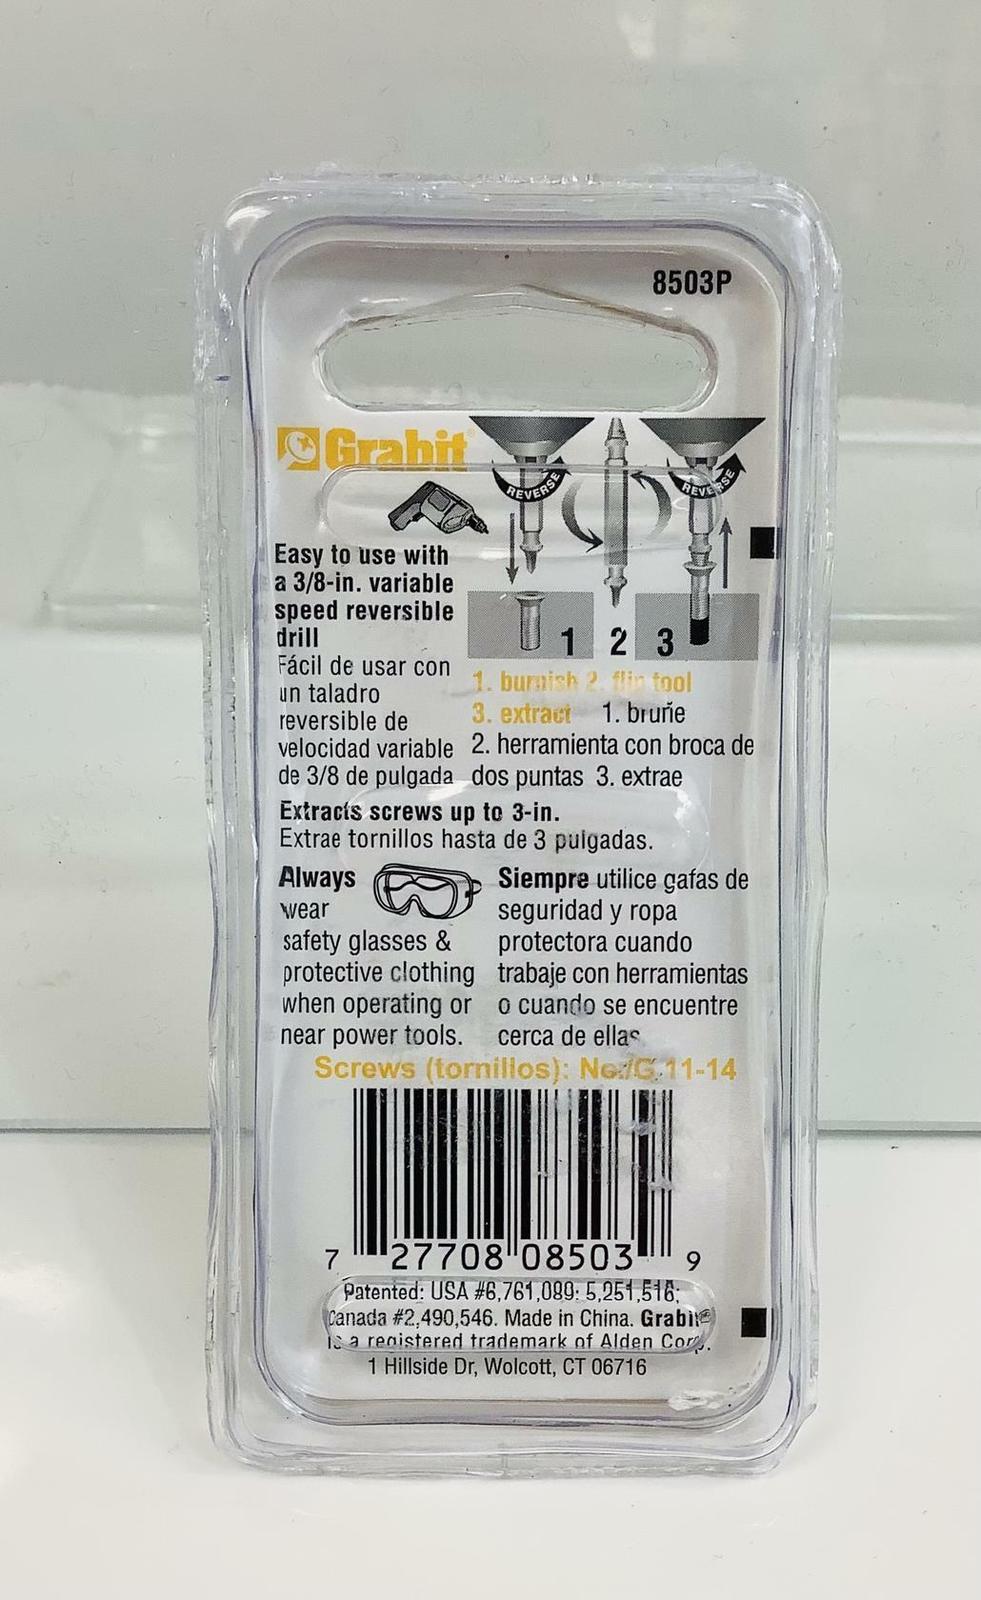 8503P
Grabit
REVERSE
REVERSE
Easy to use with
a 3/8-in. variable
speed reversible
drill
Fácil de usar con
un taladro
reversible de
velocidad variable
de 3/8 de pulgada
1 2 3
1. burnish 2. flip tool
3. extract 1. bruñe
2. herramienta con broca de
dos puntas 3. extrae
Extracts screws up to 3-in.
Extrae tornillos hasta de 3 pulgadas.
Always
wear
safety glasses &
protective clothing
when operating or
near power tools.
Siempre utilice gafas de
seguridad y ropa
protectora cuando
trabaje con herramientas
o cuando se encuentre
cerca de ellas
Screws (tornillos): No./G.11-14
7 27708 08503 9
Patented: USA #6,761,089; 5,251,516;
Canada #2,490,546. Made in China. Grabit®
is a registered trademark of Alden Corp.
1 Hillside Dr, Wolcott, CT 06716